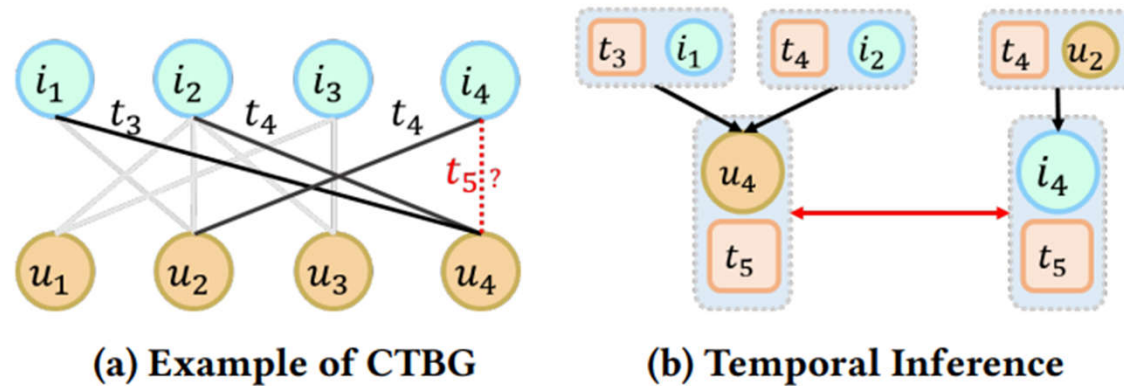 i₁ i₂ i₃ i₄
t₃ t₄ t₄
t₅ ?
u₁ u₂ u₃ u₄
(a) Example of CTBG
t₃ i₁ t₄ i₂ t₄ u₂
u₄ i₄
t₅ t₅
(b) Temporal Inference